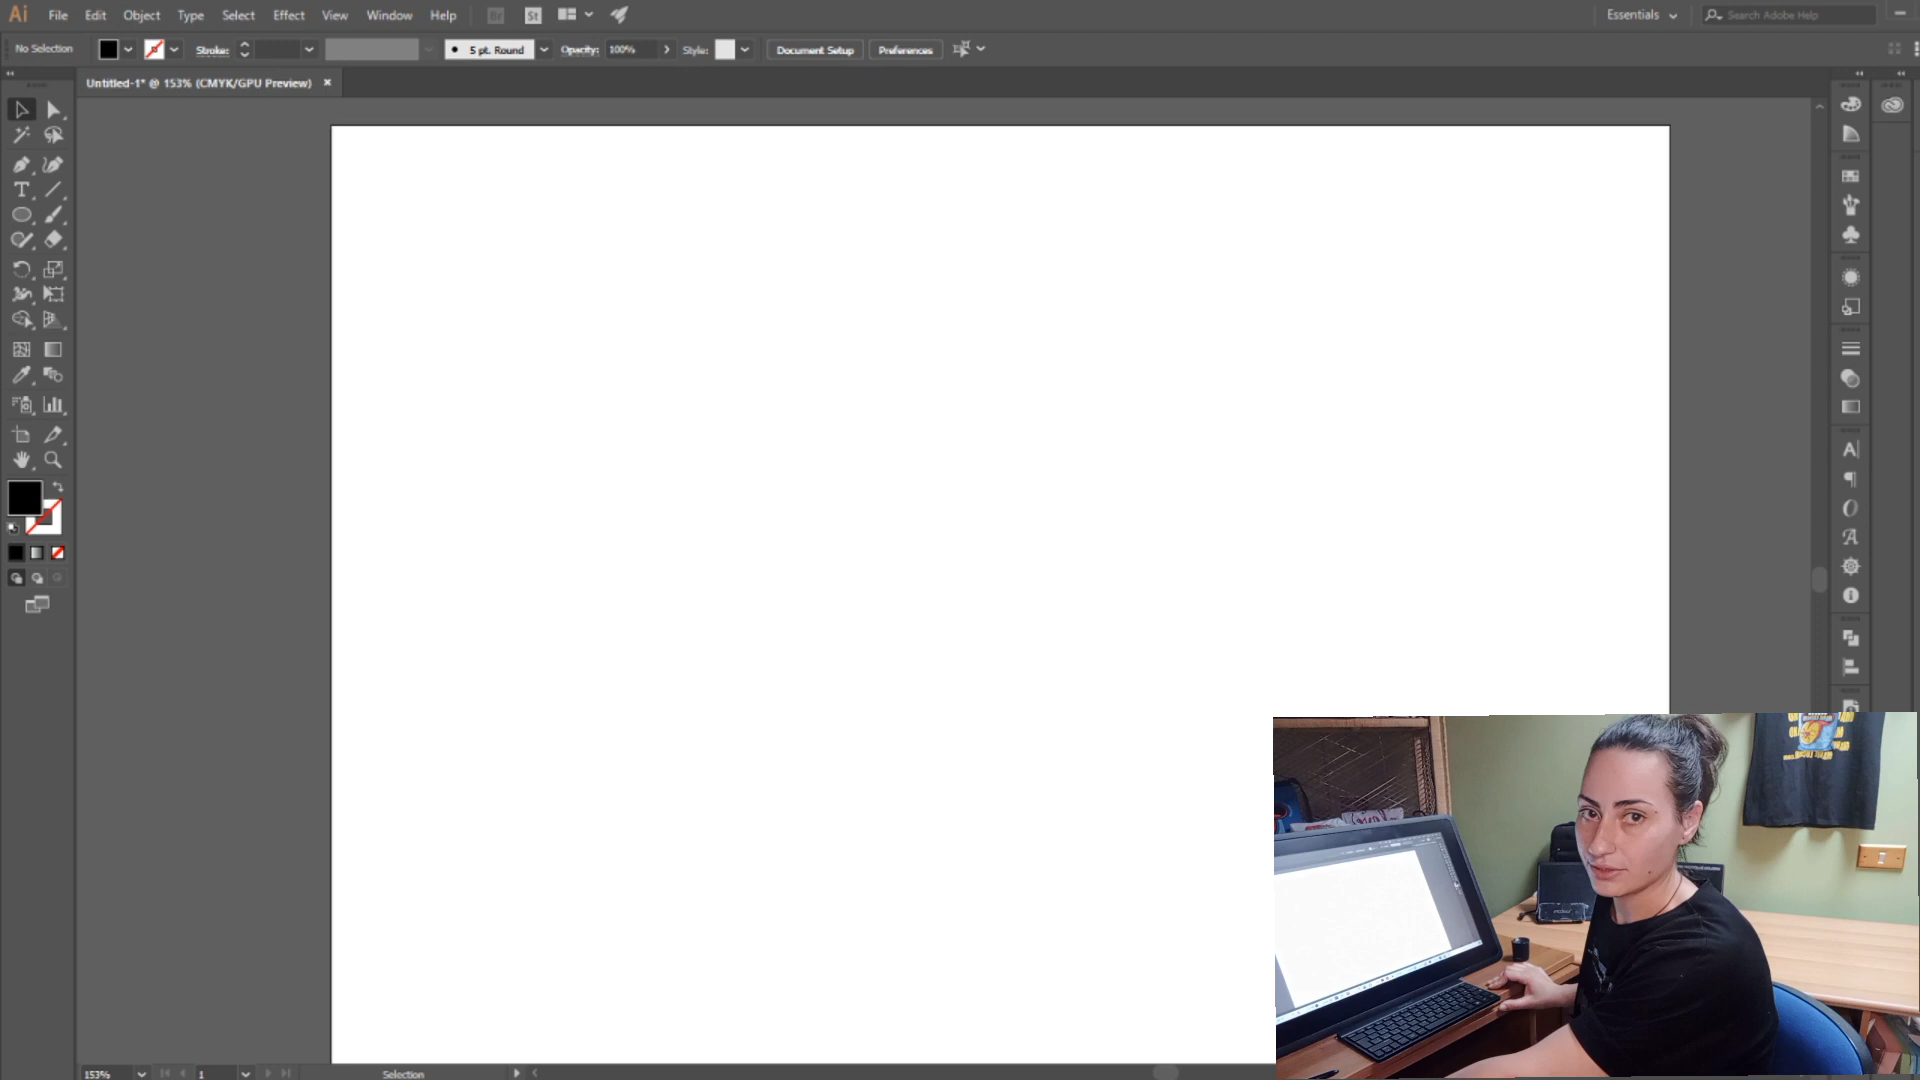 Ai File Edit Object Type Select Effect View Window Help Br St Essentials Search Adobe Help
No Selection Stroke: 5 pt. Round Opacity: 100% Style: Document Setup Preferences
Untitled-1* @ 153% (CMYK/GPU Preview) ×
153% 1 Selection